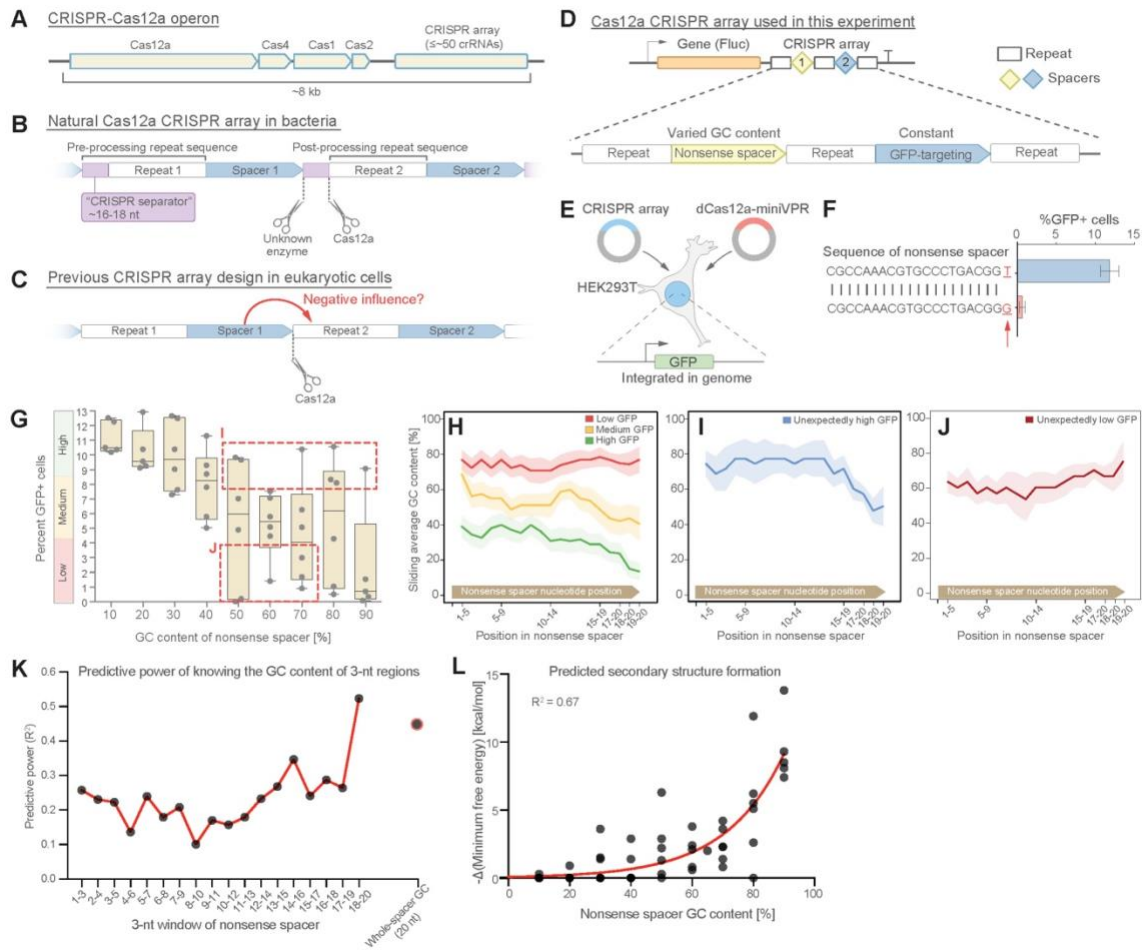 A
CRISPR-Cas12a operon
Cas12a
Cas4
Cas1
Cas2
CRISPR array
(≤~50 crRNAs)
~8 kb
B
Natural Cas12a CRISPR array in bacteria
Pre-processing repeat sequence
Post-processing repeat sequence
Repeat 1
Spacer 1
Repeat 2
Spacer 2
"CRISPR separator"
~16-18 nt
Unknown
enzyme
Cas12a
C
Previous CRISPR array design in eukaryotic cells
Negative influence?
Repeat 1
Spacer 1
Repeat 2
Spacer 2
Cas12a
D
Cas12a CRISPR array used in this experiment
Gene (Fluc)
CRISPR array
1
2
Repeat
Spacers
Varied GC content
Constant
Repeat
Nonsense spacer
Repeat
GFP-targeting
Repeat
E
CRISPR array
dCas12a-miniVPR
HEK293T
GFP
Integrated in genome
F
%GFP+ cells
0
5
10
15
Sequence of nonsense spacer
CGCCAAACGTGCCCTGACGGT
CGCCAAACGTGCCCTGACGGG
G
Percent GFP+ cells
High
Medium
Low
13
12
11
10
9
8
7
6
5
4
3
2
1
0
I
J
10 20 30 40 50 60 70 80 90
GC content of nonsense spacer [%]
H
Low GFP
Medium GFP
High GFP
Sliding average GC content [%]
100
80
60
40
20
0
Nonsense spacer nucleotide position
1-5
5-9
10-14
15-19
17-20
18-20
19-20
Position in nonsense spacer
I
Unexpectedly high GFP
100
80
60
40
20
0
Nonsense spacer nucleotide position
1-5
5-9
10-14
15-19
17-20
18-20
19-20
Position in nonsense spacer
J
Unexpectedly low GFP
100
80
60
40
20
0
Nonsense spacer nucleotide position
1-5
5-9
10-14
15-19
17-20
18-20
19-20
Position in nonsense spacer
K
Predictive power of knowing the GC content of 3-nt regions
Predictive power (R²)
0.6
0.5
0.4
0.3
0.2
0.1
0.0
1-3
2-4
3-5
4-6
5-7
6-8
7-9
8-10
9-11
10-12
11-13
12-14
13-15
14-16
15-17
16-18
17-19
18-20
Whole-spacer GC
(20 nt)
3-nt window of nonsense spacer
L
Predicted secondary structure formation
R² = 0.67
-Δ(Minimum free energy) [kcal/mol]
15
10
5
0
0 20 40 60 80 100
Nonsense spacer GC content [%]